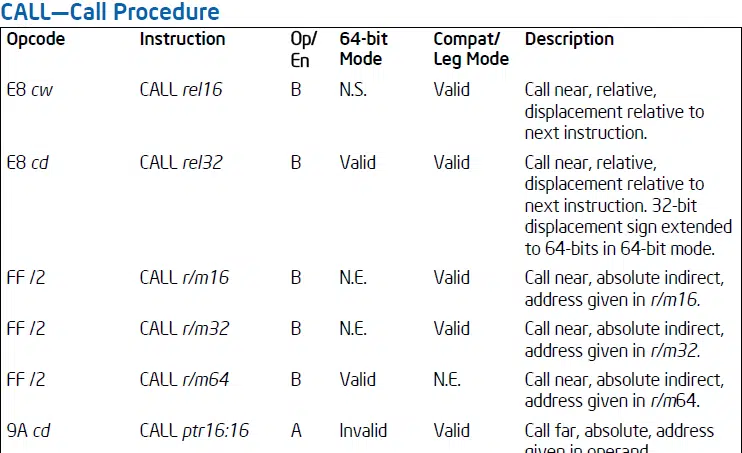 CALL—Call Procedure
Opcode Instruction Op/ 64-bit Compat/ Description
En Mode Leg Mode
E8 cw CALL rel16 B N.S. Valid Call near, relative,
displacement relative to
next instruction.
E8 cd CALL rel32 B Valid Valid Call near, relative,
displacement relative to
next instruction. 32-bit
displacement sign extended
to 64-bits in 64-bit mode.
FF /2 CALL r/m16 B N.E. Valid Call near, absolute indirect,
address given in r/m16.
FF /2 CALL r/m32 B N.E. Valid Call near, absolute indirect,
address given in r/m32.
FF /2 CALL r/m64 B Valid N.E. Call near, absolute indirect,
address given in r/m64.
9A cd CALL ptr16:16 A Invalid Valid Call far, absolute, address
given in operand